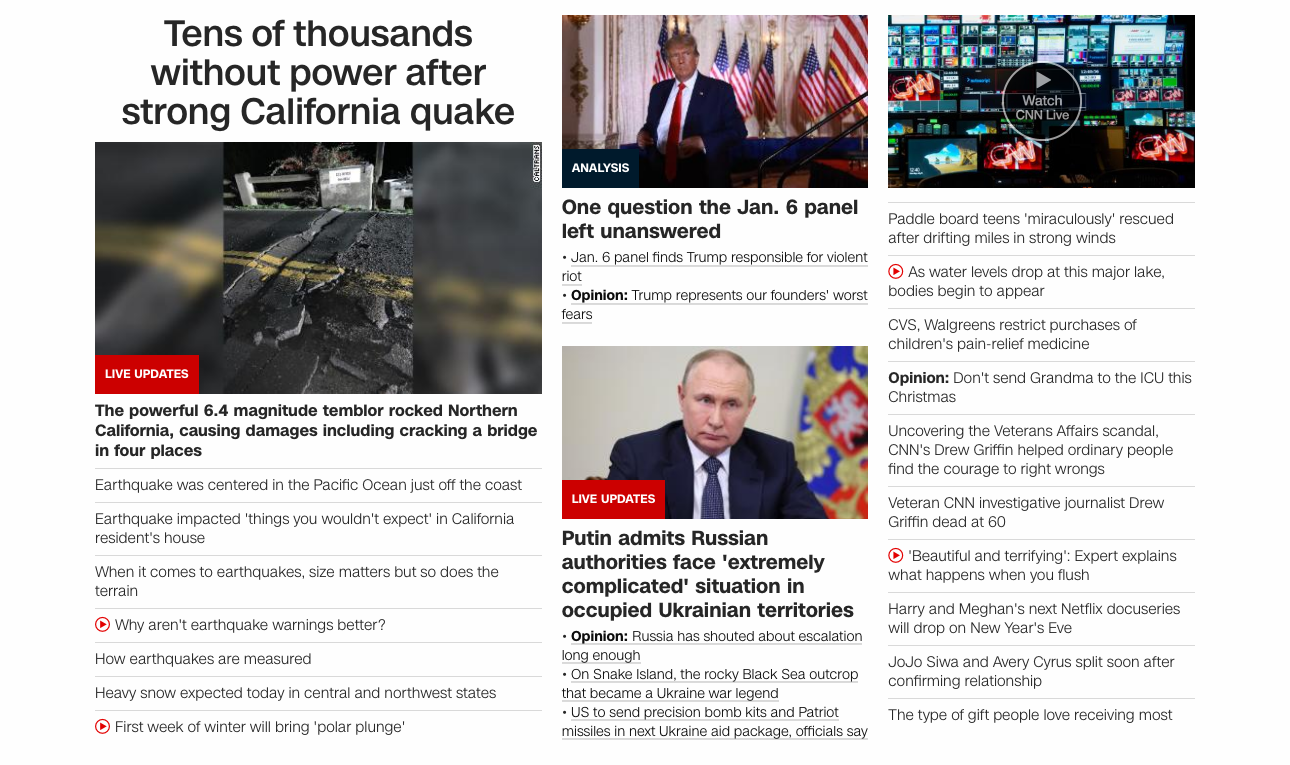 Tens of thousands
without power after
strong California quake
CALTRANS
LIVE UPDATES
The powerful 6.4 magnitude temblor rocked Northern
California, causing damages including cracking a bridge
in four places
Earthquake was centered in the Pacific Ocean just off the coast
Earthquake impacted 'things you wouldn't expect' in California
resident's house
When it comes to earthquakes, size matters but so does the
terrain
Why aren't earthquake warnings better?
How earthquakes are measured
Heavy snow expected today in central and northwest states
First week of winter will bring 'polar plunge'
ANALYSIS
One question the Jan. 6 panel
left unanswered
• Jan. 6 panel finds Trump responsible for violent
riot
• Opinion: Trump represents our founders' worst
fears
LIVE UPDATES
Putin admits Russian
authorities face 'extremely
complicated' situation in
occupied Ukrainian territories
• Opinion: Russia has shouted about escalation
long enough
• On Snake Island, the rocky Black Sea outcrop
that became a Ukraine war legend
• US to send precision bomb kits and Patriot
missiles in next Ukraine aid package, officials say
CNN
Watch
CNN Live
CNN
CNN
Paddle board teens 'miraculously' rescued
after drifting miles in strong winds
As water levels drop at this major lake,
bodies begin to appear
CVS, Walgreens restrict purchases of
children's pain-relief medicine
Opinion: Don't send Grandma to the ICU this
Christmas
Uncovering the Veterans Affairs scandal,
CNN's Drew Griffin helped ordinary people
find the courage to right wrongs
Veteran CNN investigative journalist Drew
Griffin dead at 60
'Beautiful and terrifying': Expert explains
what happens when you flush
Harry and Meghan's next Netflix docuseries
will drop on New Year's Eve
JoJo Siwa and Avery Cyrus split soon after
confirming relationship
The type of gift people love receiving most